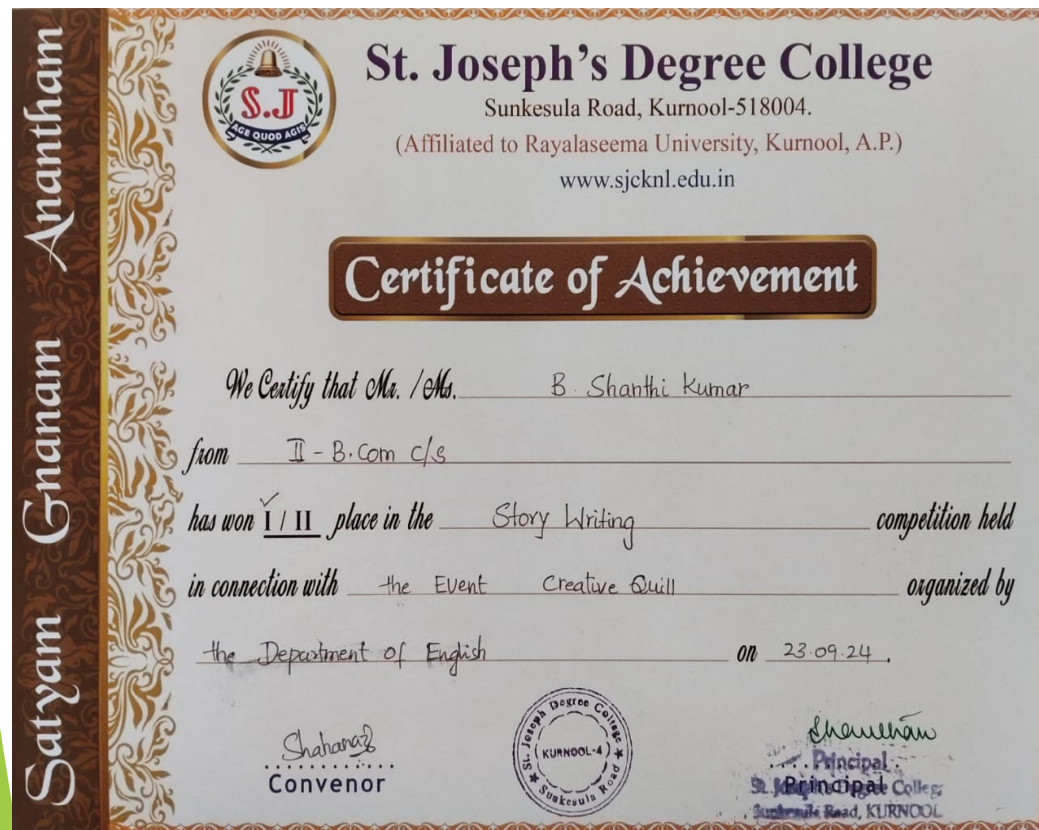 Satyam Gnanam Anantham
S.J
AGE QUOD AGIS
St. Joseph's Degree College
Sunkesula Road, Kurnool-518004.
(Affiliated to Rayalaseema University, Kurnool, A.P.)
www.sjcknl.edu.in
Certificate of Achievement
We Certify that Mr. / Ms. B. Shanthi Kumar
from II - B.Com c/s
has won I / II place in the Story Writing competition held
in connection with the Event Creative Quill organized by
the Department of English on 23.09.24.
Shahanaz
Convenor
St. Joseph Degree College
KURNOOL-4
Sunkesula Road
Principal
Principal
St. Joseph's Degree College
Sunkesula Road, KURNOOL